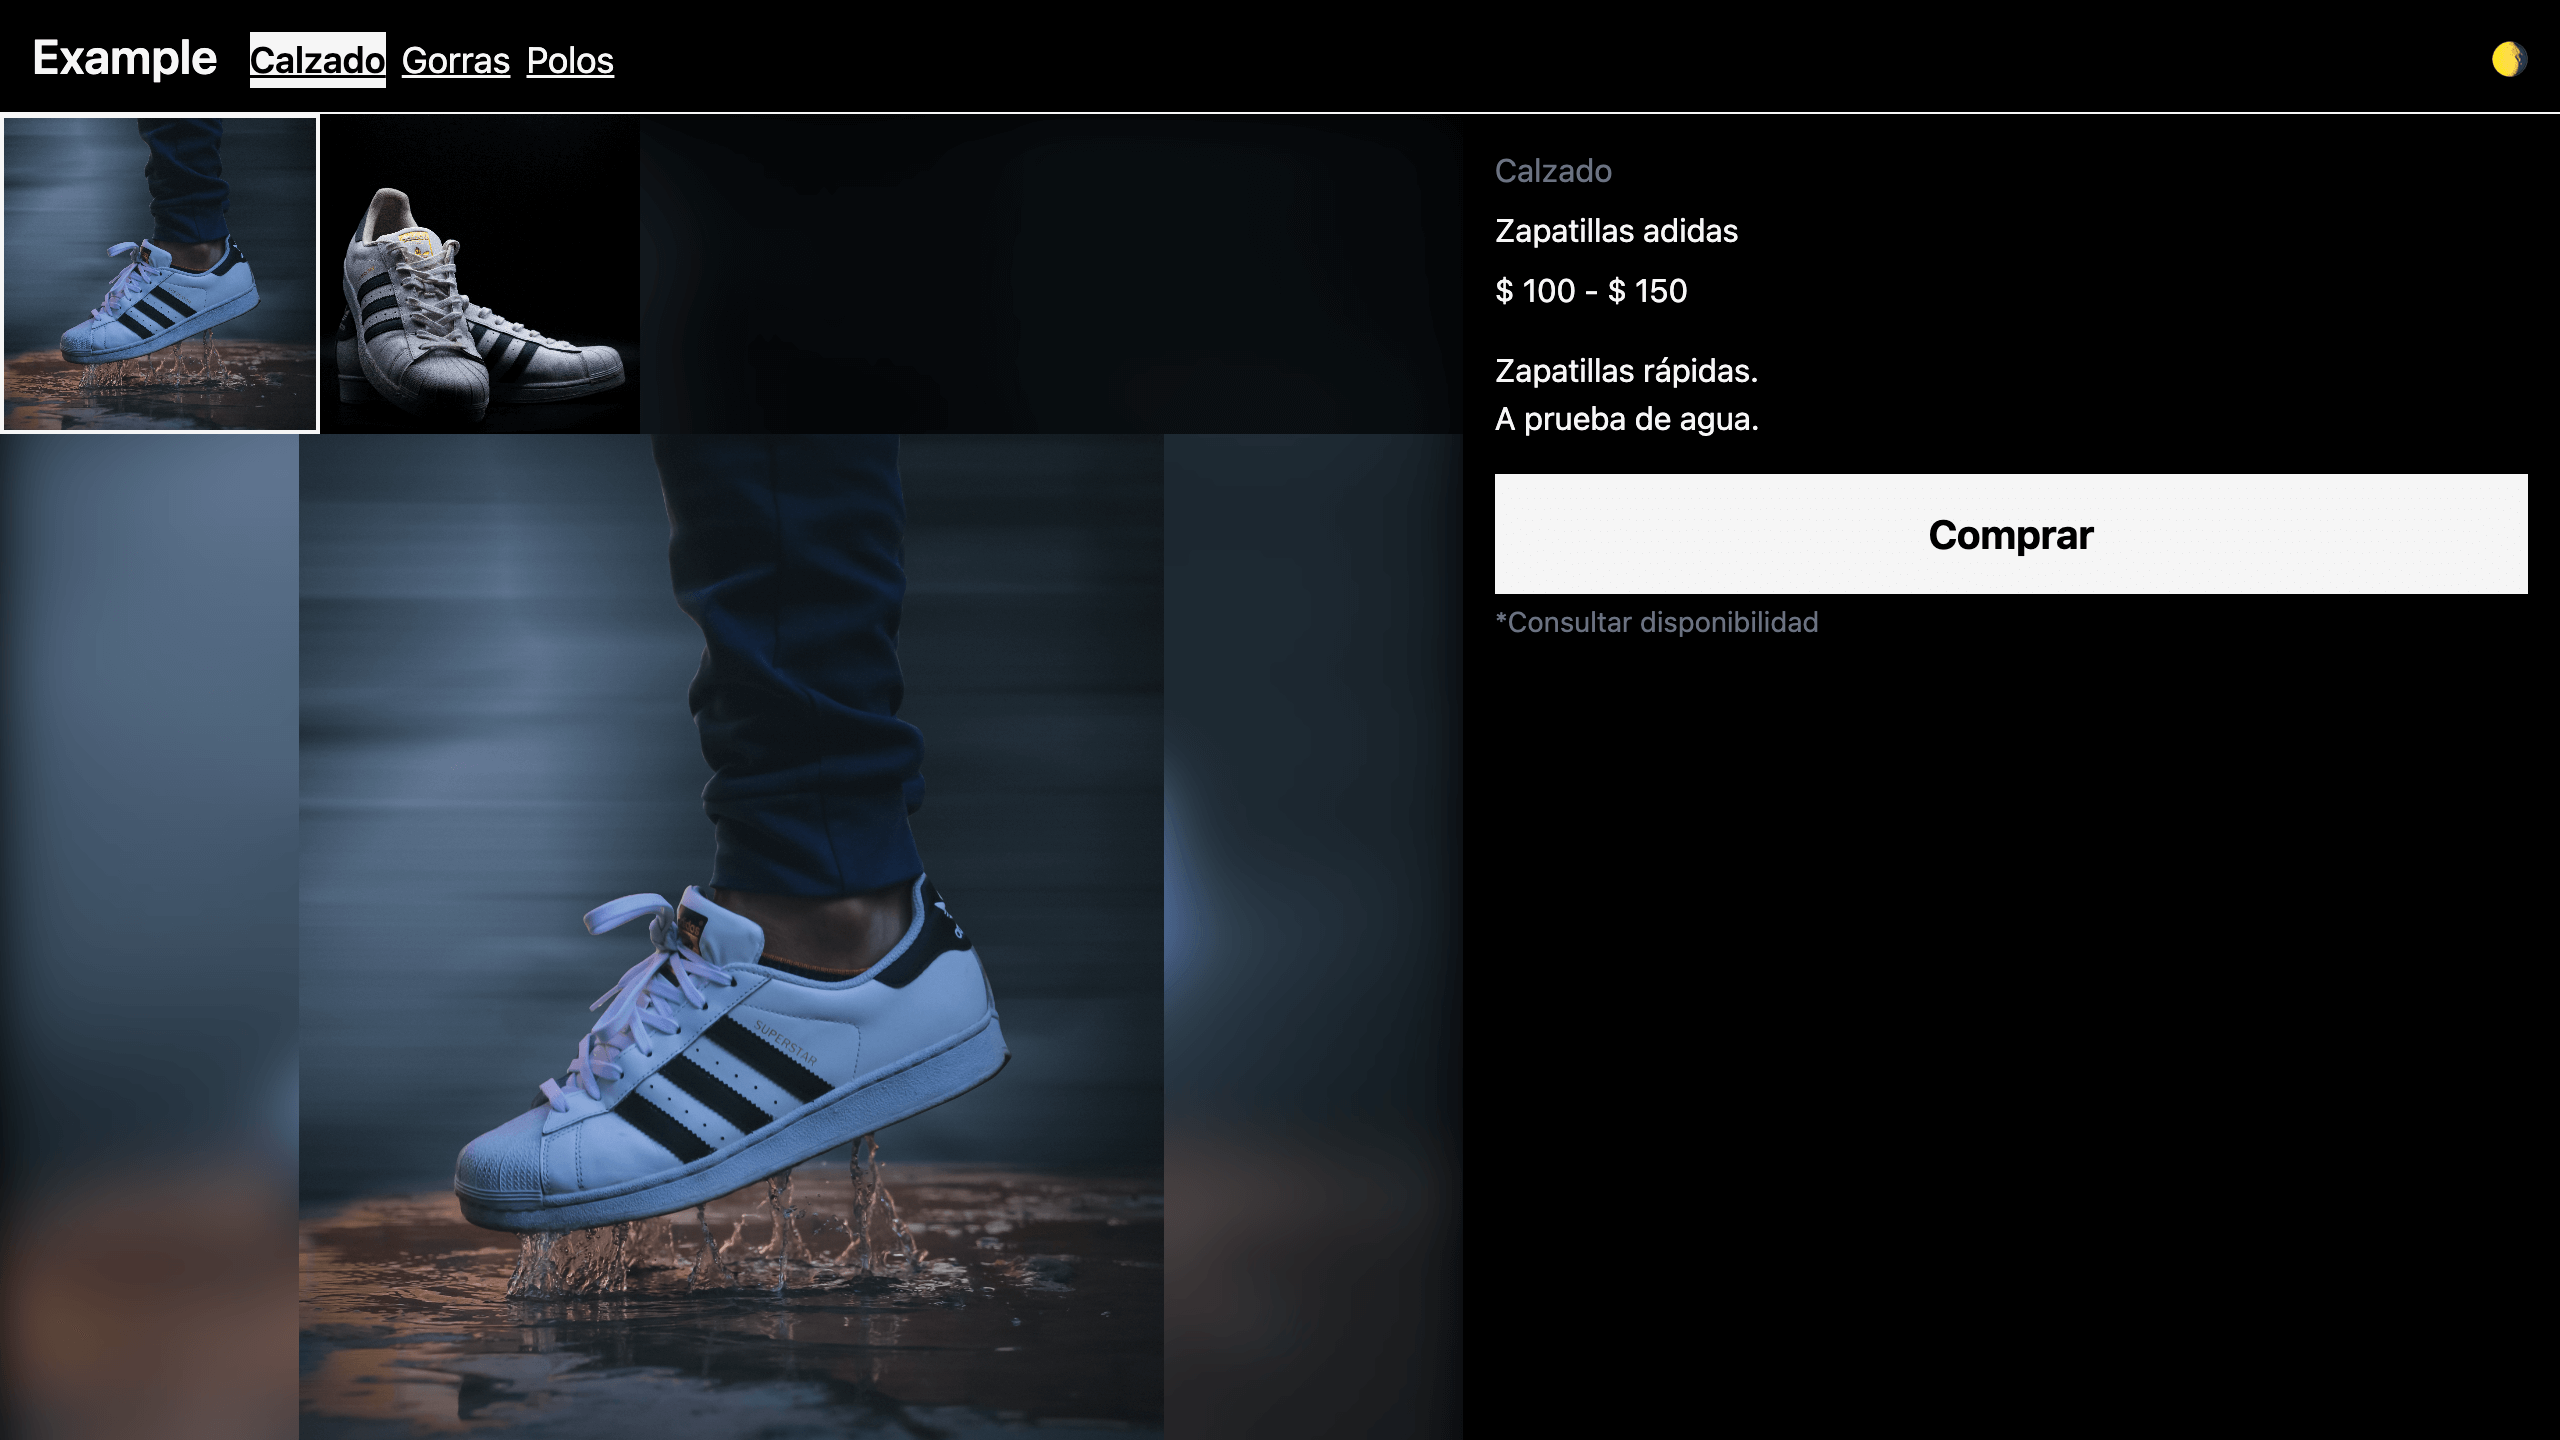 Example Calzado Gorras Polos
Calzado
Zapatillas adidas
$ 100 - $ 150
Zapatillas rápidas.
A prueba de agua.
Comprar
*Consultar disponibilidad
SUPERSTAR